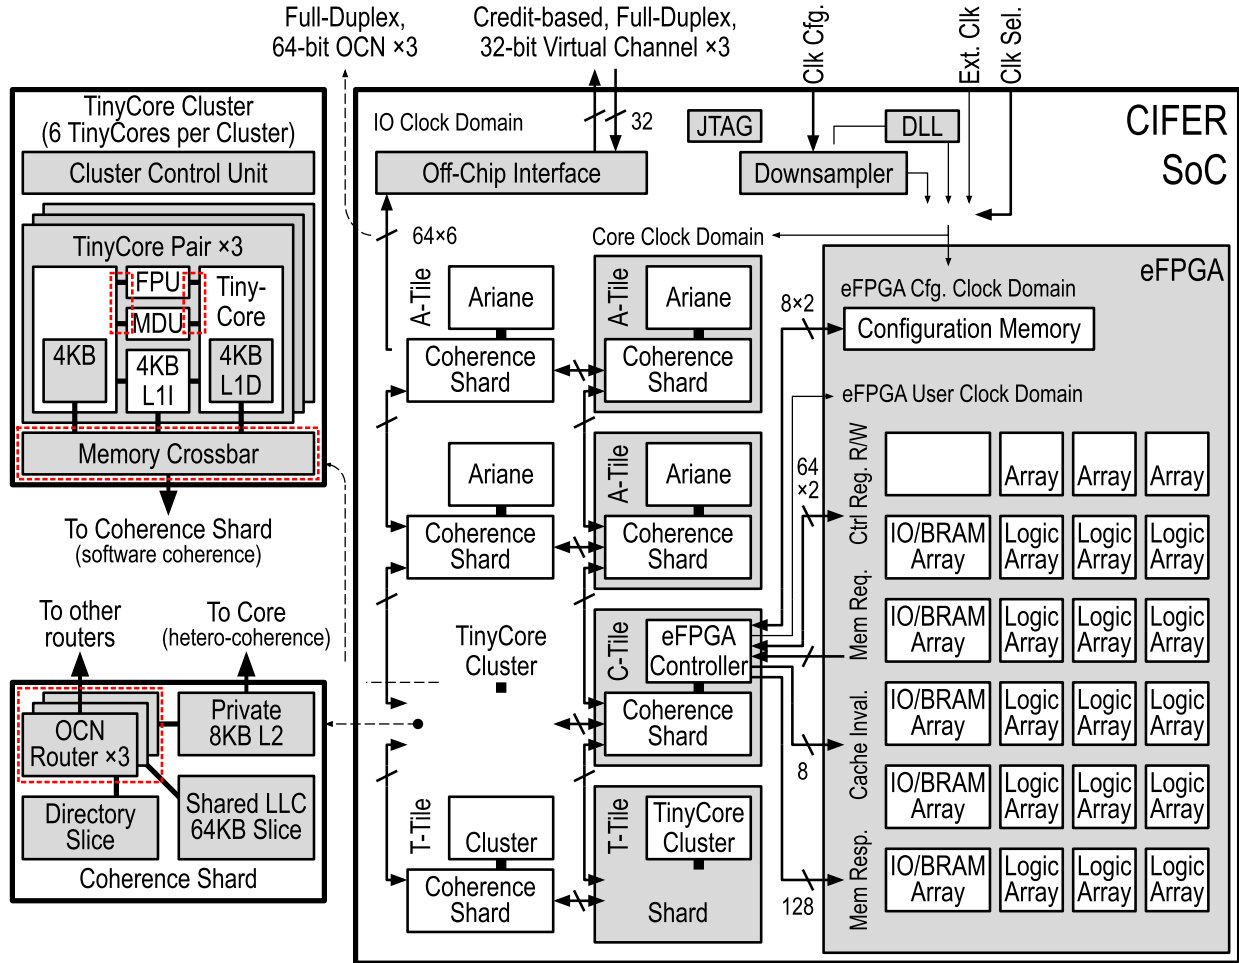 Full-Duplex,
64-bit OCN ×3
Credit-based, Full-Duplex,
32-bit Virtual Channel ×3
Clk Cfg.
Ext. Clk
Clk Sel.
TinyCore Cluster
(6 TinyCores per Cluster)
Cluster Control Unit
TinyCore Pair ×3
FPU
MDU
Tiny-
Core
4KB
4KB
L1I
4KB
L1D
Memory Crossbar
To Coherence Shard
(software coherence)
To other
routers
To Core
(hetero-coherence)
OCN
Router ×3
Private
8KB L2
Directory
Slice
Shared LLC
64KB Slice
Coherence Shard
IO Clock Domain
32
JTAG
DLL
CIFER
SoC
Off-Chip Interface
Downsampler
64×6
Core Clock Domain
A-Tile
Ariane
Coherence
Shard
A-Tile
Ariane
Coherence
Shard
Ariane
Coherence
Shard
A-Tile
Ariane
Coherence
Shard
TinyCore
Cluster
C-Tile
eFPGA
Controller
Coherence
Shard
T-Tile
Cluster
Coherence
Shard
T-Tile
TinyCore
Cluster
Shard
8×2
64
×2
8
128
eFPGA
eFPGA Cfg. Clock Domain
Configuration Memory
eFPGA User Clock Domain
Ctrl Reg. R/W
Mem Req.
Cache Inval.
Mem Resp.
Array
Array
Array
IO/BRAM
Array
Logic
Array
Logic
Array
Logic
Array
IO/BRAM
Array
Logic
Array
Logic
Array
Logic
Array
IO/BRAM
Array
Logic
Array
Logic
Array
Logic
Array
IO/BRAM
Array
Logic
Array
Logic
Array
Logic
Array
IO/BRAM
Array
Logic
Array
Logic
Array
Logic
Array